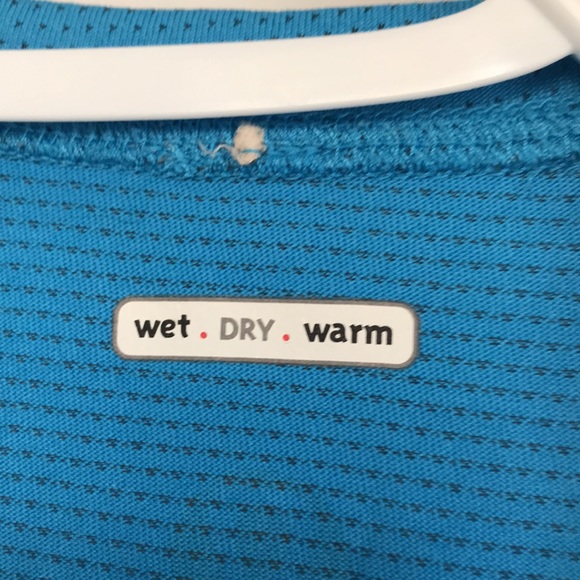 wet . DRY . warm